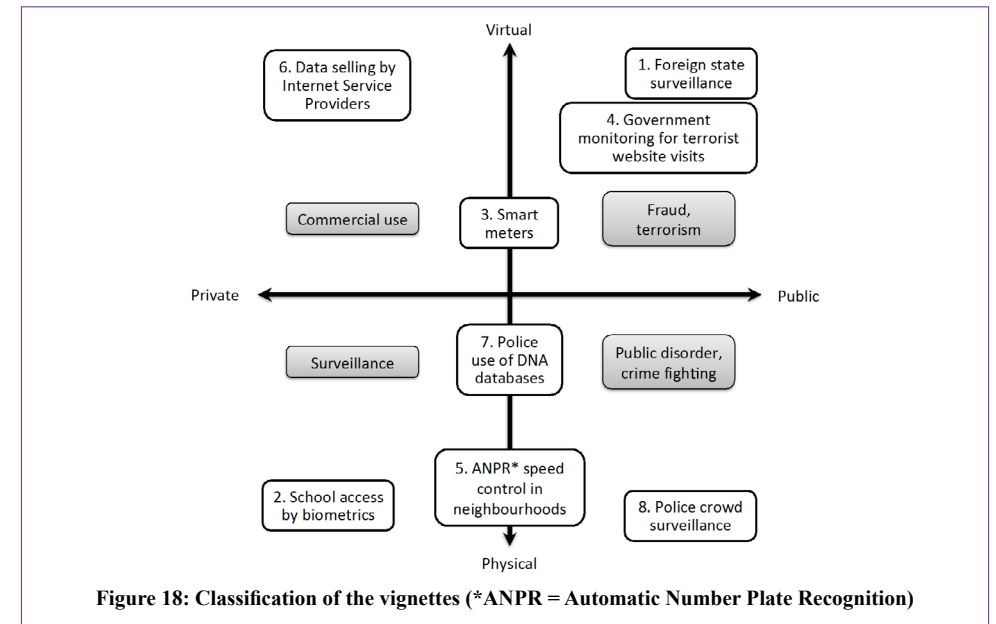 Virtual
6. Data selling by
Internet Service
Providers
1. Foreign state
surveillance
4. Government
monitoring for terrorist
website visits
Commercial use
3. Smart
meters
Fraud,
terrorism
Private
Public
Surveillance
7. Police
use of DNA
databases
Public disorder,
crime fighting
2. School access
by biometrics
5. ANPR* speed
control in
neighbourhoods
8. Police crowd
surveillance
Physical
Figure 18: Classification of the vignettes (*ANPR = Automatic Number Plate Recognition)